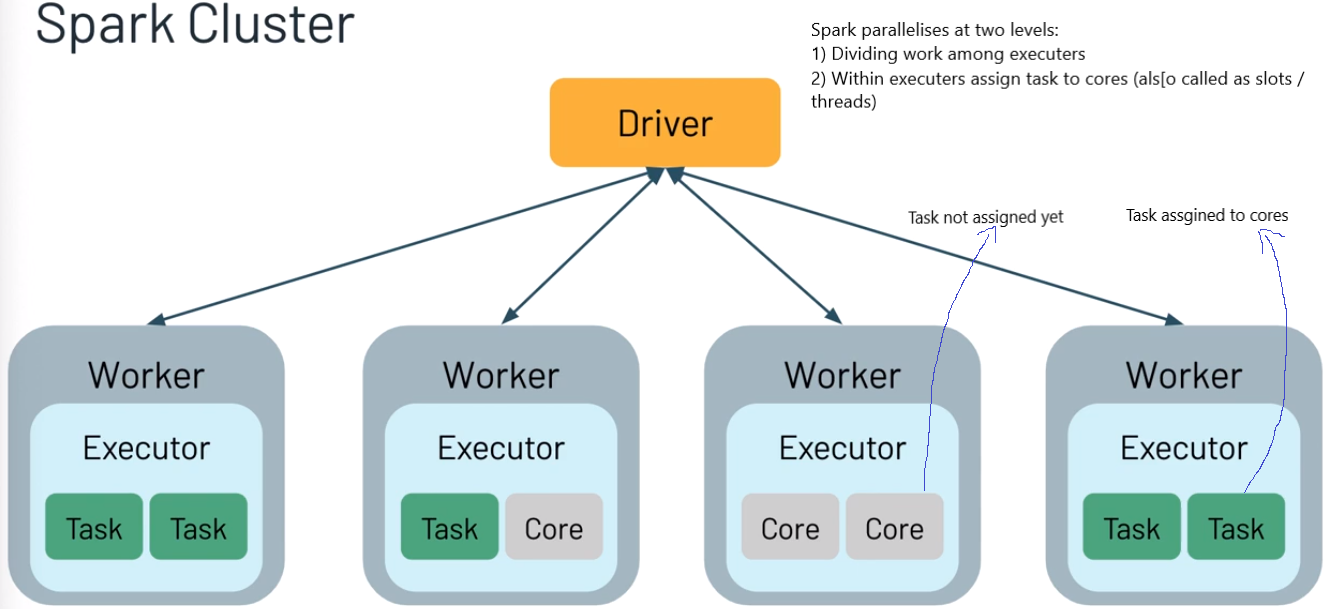 Spark Cluster
Spark parallelises at two levels:
1) Dividing work among executers
2) Within executers assign task to cores (als[o called as slots /
threads)
Driver
Task not assigned yet
Task assgined to cores
Worker
Worker
Worker
Worker
Executor
Executor
Executor
Executor
Task
Task
Task
Core
Core
Core
Task
Task